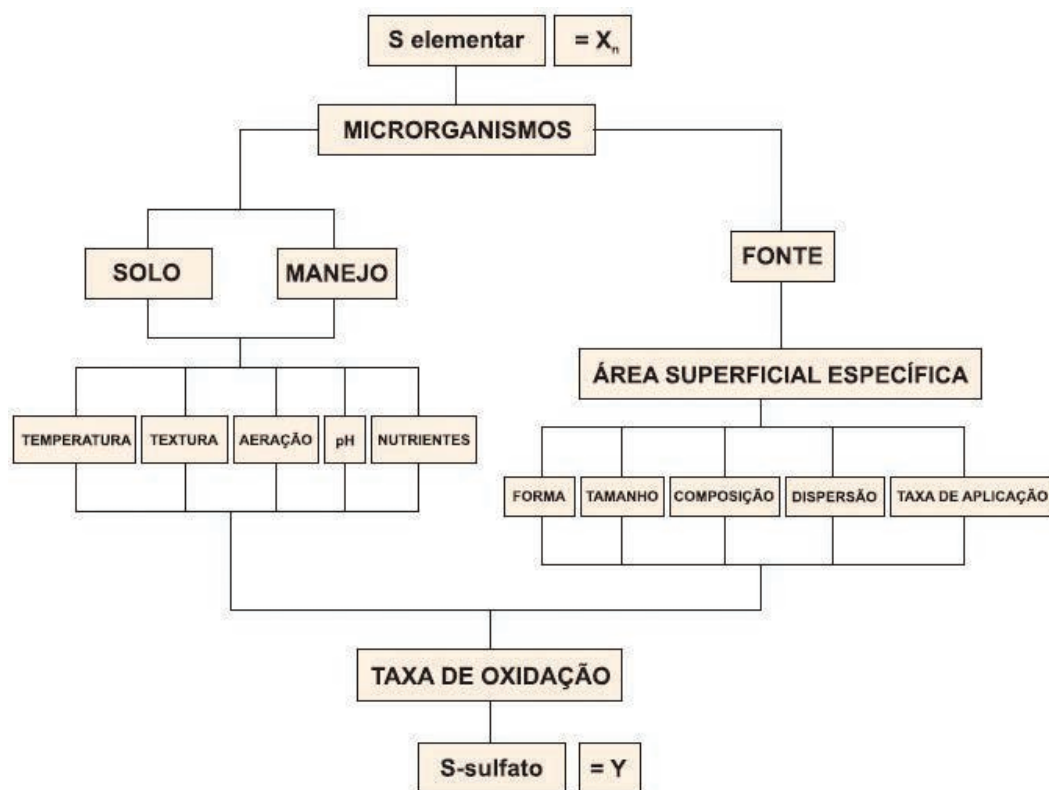 S elementar
= Xn
MICRORGANISMOS
SOLO
MANEJO
FONTE
ÁREA SUPERFICIAL ESPECÍFICA
TEMPERATURA
TEXTURA
AERAÇÃO
pH
NUTRIENTES
FORMA
TAMANHO
COMPOSIÇÃO
DISPERSÃO
TAXA DE APLICAÇÃO
TAXA DE OXIDAÇÃO
S-sulfato
= Y